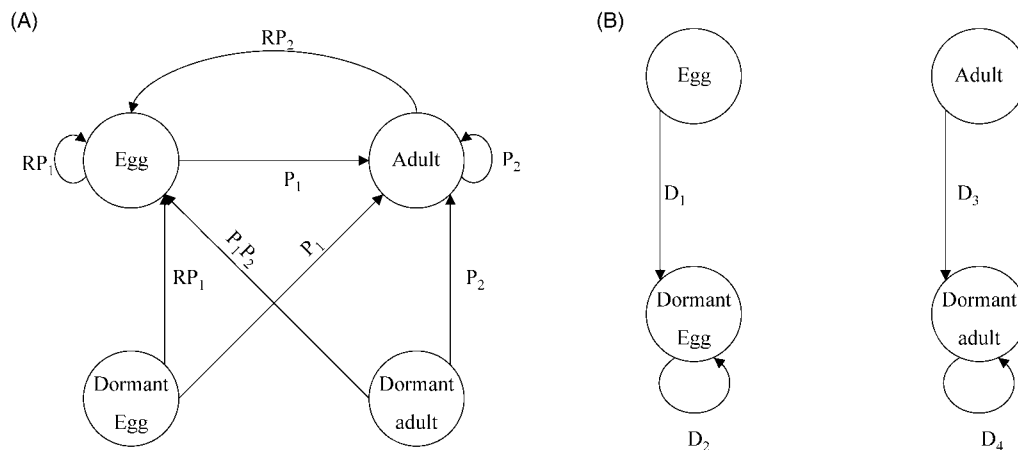 (A)
RP₂
Egg
Adult
RP₁
P₁
P₂
P₁P₂
P₁
RP₁
P₂
Dormant
Egg
Dormant
adult
(B)
Egg
Adult
D₁
D₃
Dormant
Egg
Dormant
adult
D₂
D₄